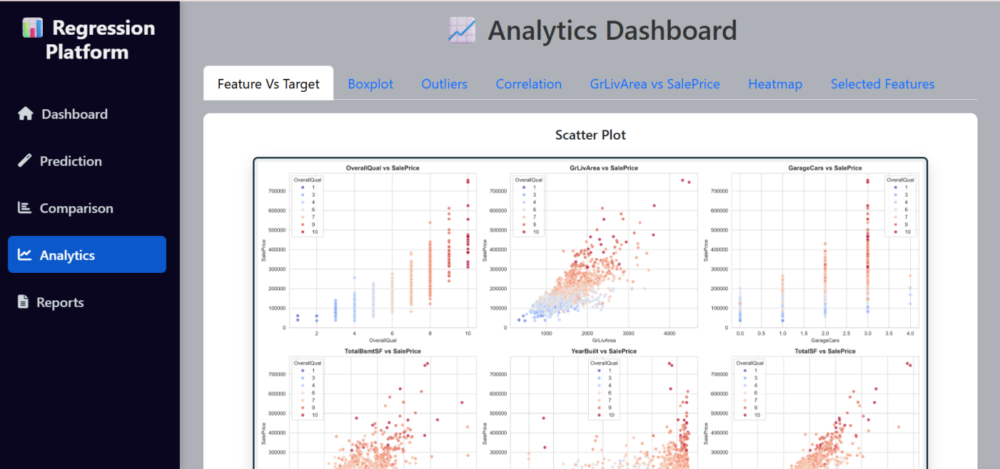 Regression
Platform
Dashboard
Prediction
Comparison
Analytics
Reports
Analytics Dashboard
Feature Vs Target
Boxplot
Outliers
Correlation
GrLivArea vs SalePrice
Heatmap
Selected Features
Scatter Plot
OverallQual vs SalePrice
OverallQual
1
3
4
6
7
9
10
700000
600000
500000
400000
300000
200000
100000
0
SalePrice
2 4 6 8 10
OverallQual
GrLivArea vs SalePrice
OverallQual
1
3
4
6
7
9
10
700000
600000
500000
400000
300000
200000
100000
0
SalePrice
1000 2000 3000 4000
GrLivArea
GarageCars vs SalePrice
OverallQual
1
3
4
6
7
9
10
700000
600000
500000
400000
300000
200000
100000
0
SalePrice
0.0 0.5 1.0 1.5 2.0 2.5 3.0 3.5 4.0
GarageCars
TotalBsmtSF vs SalePrice
OverallQual
1
3
4
6
7
9
10
700000
600000
500000
400000
300000
SalePrice
YearBuilt vs SalePrice
OverallQual
1
3
4
6
7
9
10
700000
600000
500000
400000
300000
SalePrice
TotalSF vs SalePrice
OverallQual
1
3
4
6
7
9
10
700000
600000
500000
400000
300000
SalePrice